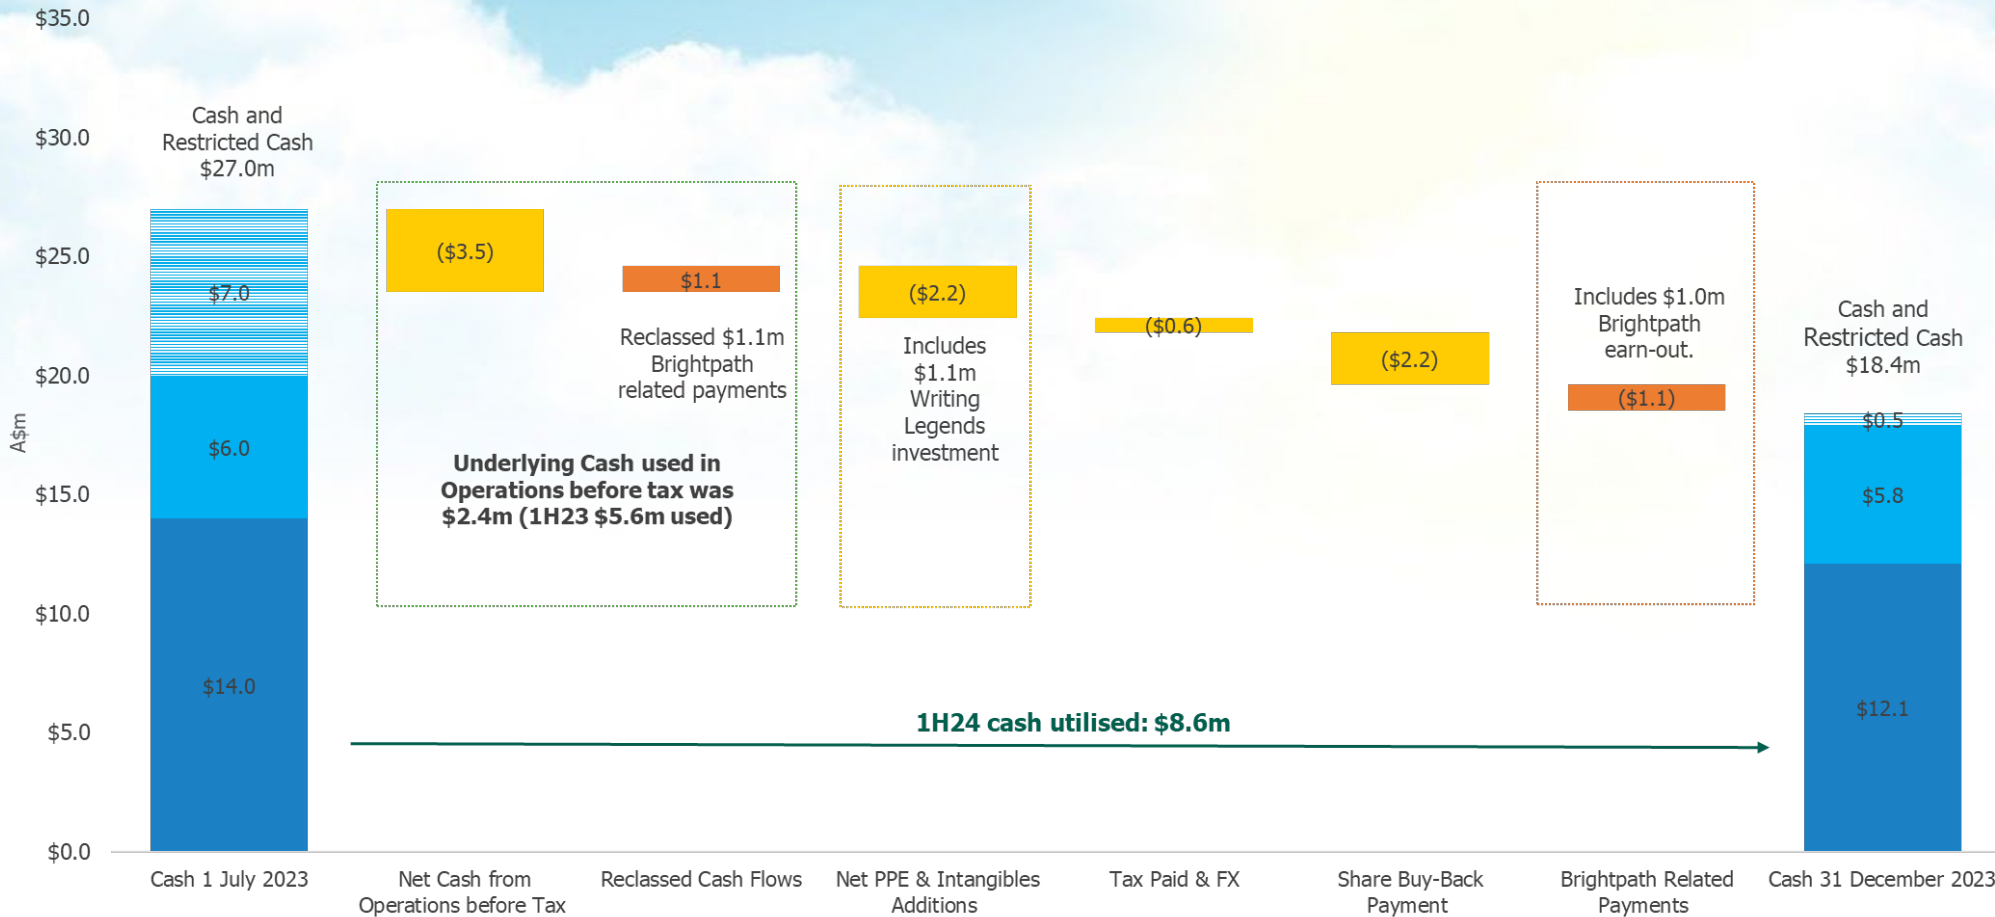 $35.0
$30.0
$25.0
$20.0
$15.0
$10.0
$5.0
$0.0
A$m
Cash and
Restricted Cash
$27.0m
$7.0
$6.0
$14.0
($3.5)
$1.1
Reclassed $1.1m
Brightpath
related payments
Underlying Cash used in
Operations before tax was
$2.4m (1H23 $5.6m used)
($2.2)
Includes
$1.1m
Writing
Legends
investment
($0.6)
($2.2)
Includes $1.0m
Brightpath
earn-out.
($1.1)
Cash and
Restricted Cash
$18.4m
$0.5
$5.8
$12.1
1H24 cash utilised: $8.6m
Cash 1 July 2023
Net Cash from
Operations before Tax
Reclassed Cash Flows
Net PPE & Intangibles
Additions
Tax Paid & FX
Share Buy-Back
Payment
Brightpath Related
Payments
Cash 31 December 2023